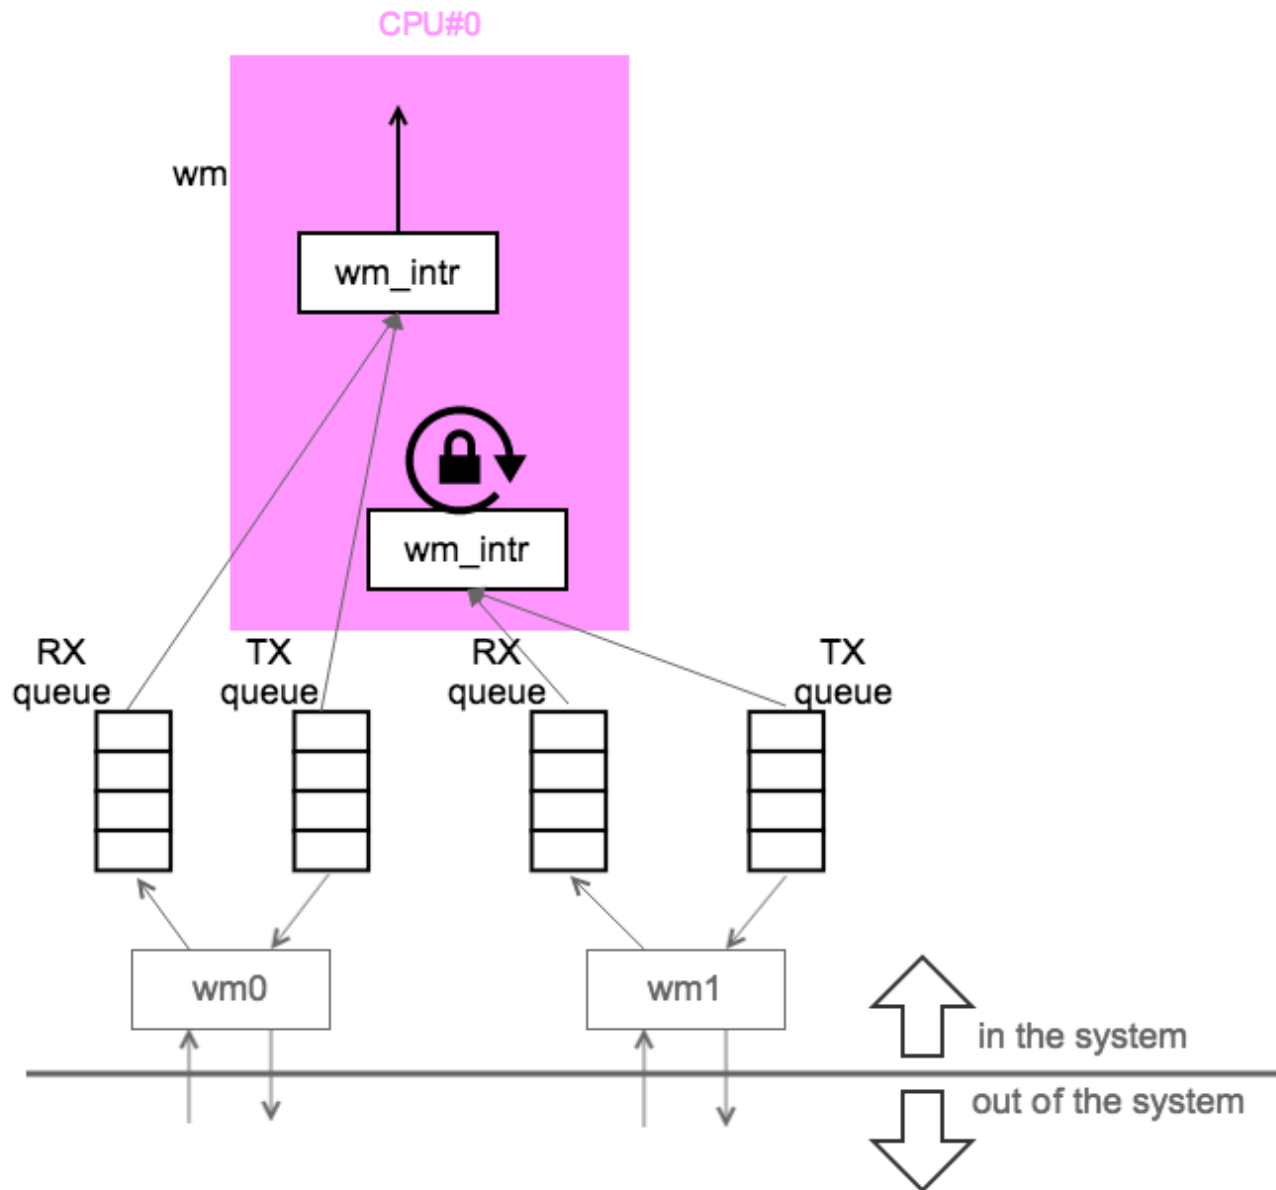 CPU#0
wm
wm_intr
wm_intr
RX
queue
TX
queue
RX
queue
TX
queue
wm0
wm1
in the system
out of the system